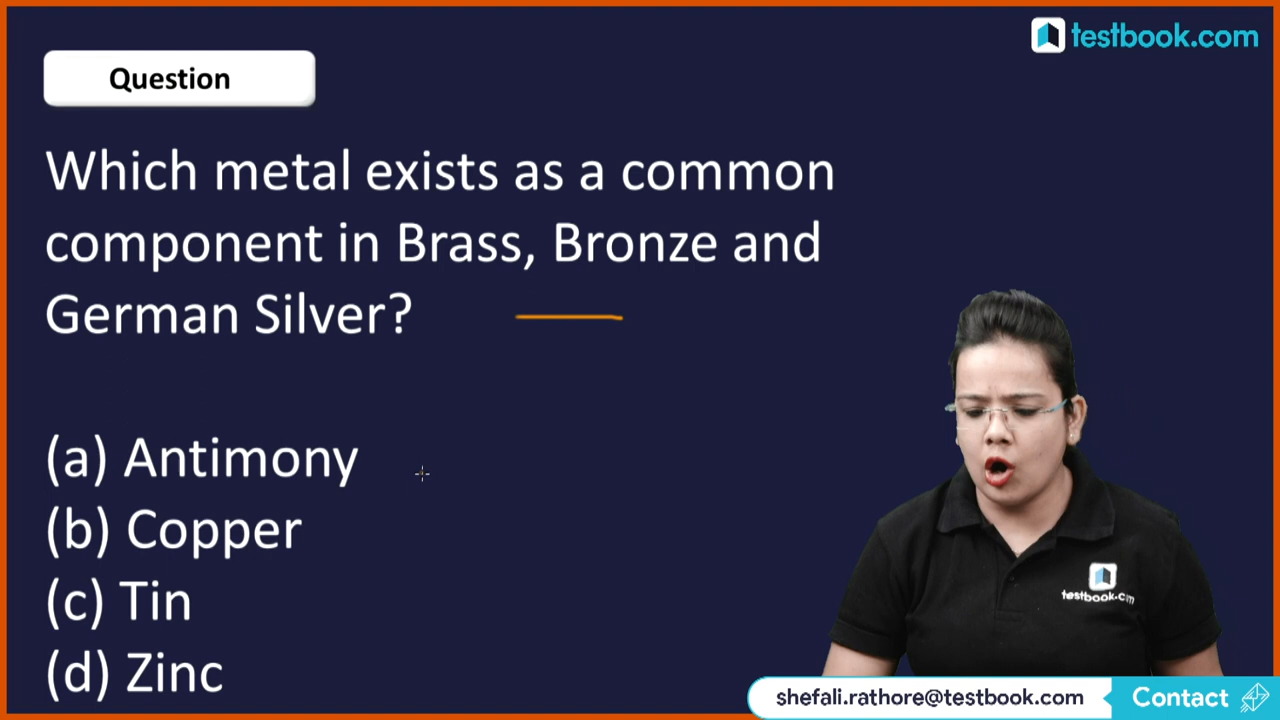 testbook.com
Question
Which metal exists as a common
component in Brass, Bronze and
German Silver?
(a) Antimony
(b) Copper
(c) Tin
(d) Zinc
testbook.com
shefali.rathore@testbook.com Contact